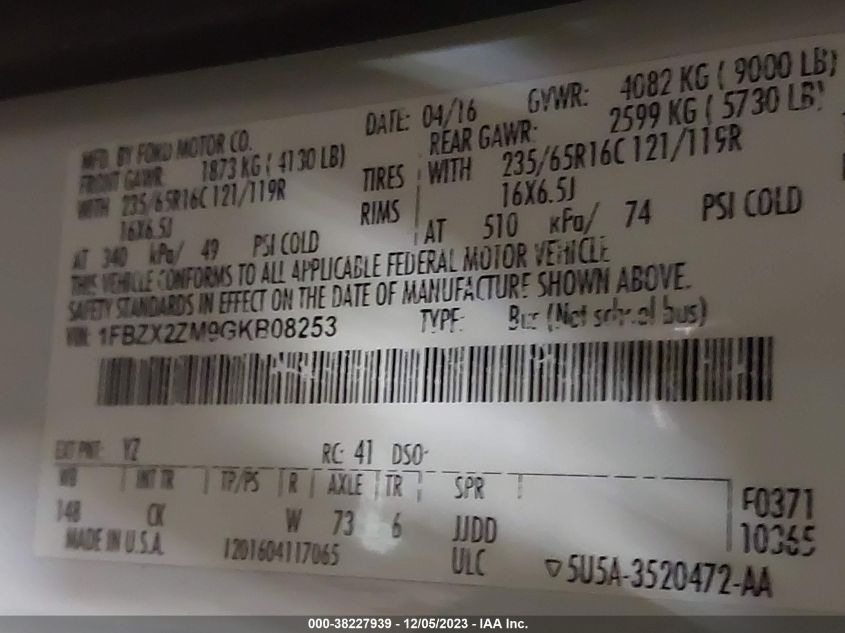 MFD. BY FORD MOTOR CO. DATE: 04/16 GVWR: 4082 KG ( 9000 LB)
FRONT GAWR: 1873 KG ( 4130 LB) REAR GAWR: 2599 KG ( 5730 LB)
WITH 235/65R16C 121/119R TIRES WITH 235/65R16C 121/119R
16X6.5J RIMS 16X6.5J
AT 340 kPa/ 49 PSI COLD AT 510 kPa/ 74 PSI COLD
THIS VEHICLE CONFORMS TO ALL APPLICABLE FEDERAL MOTOR VEHICLE
SAFETY STANDARDS IN EFFECT ON THE DATE OF MANUFACTURE SHOWN ABOVE.
VIN: 1FBZX2ZM9GKB08253 TYPE: Bus (Not school bus)
EXT PNT: YZ RC: 41 DSO:
WB INT TR TP/PS R AXLE TR SPR
148 CK W 73 6 JJDD
F0371
10365
MADE IN U.S.A. 1201604117065 ULC ▽5U5A-3520472-AA
000-38227939 - 12/05/2023 - IAA Inc.